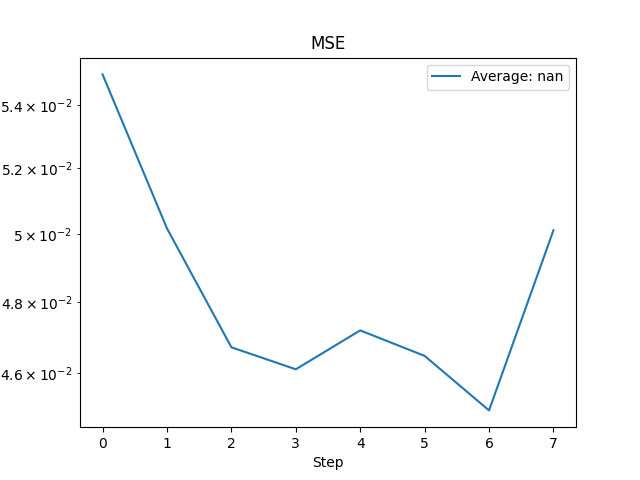 MSE
Average: nan
5.4 × 10⁻²
5.2 × 10⁻²
5 × 10⁻²
4.8 × 10⁻²
4.6 × 10⁻²
0 1 2 3 4 5 6 7
Step